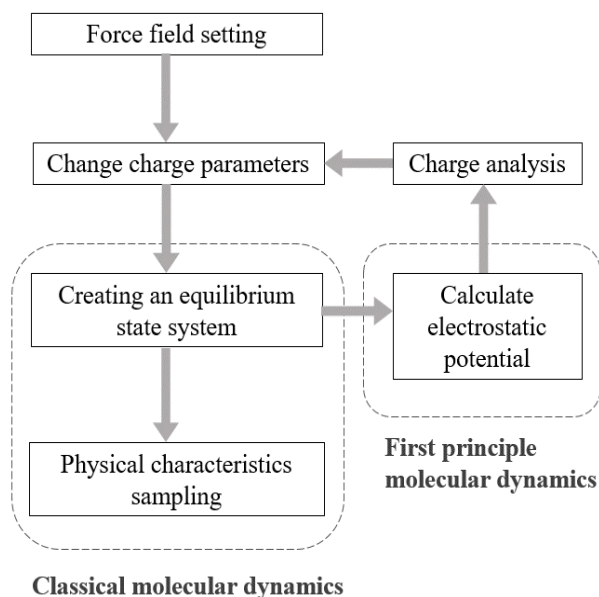 Force field setting
Change charge parameters
Charge analysis
Creating an equilibrium
state system
Calculate
electrostatic
potential
Physical characteristics
sampling
First principle
molecular dynamics
Classical molecular dynamics